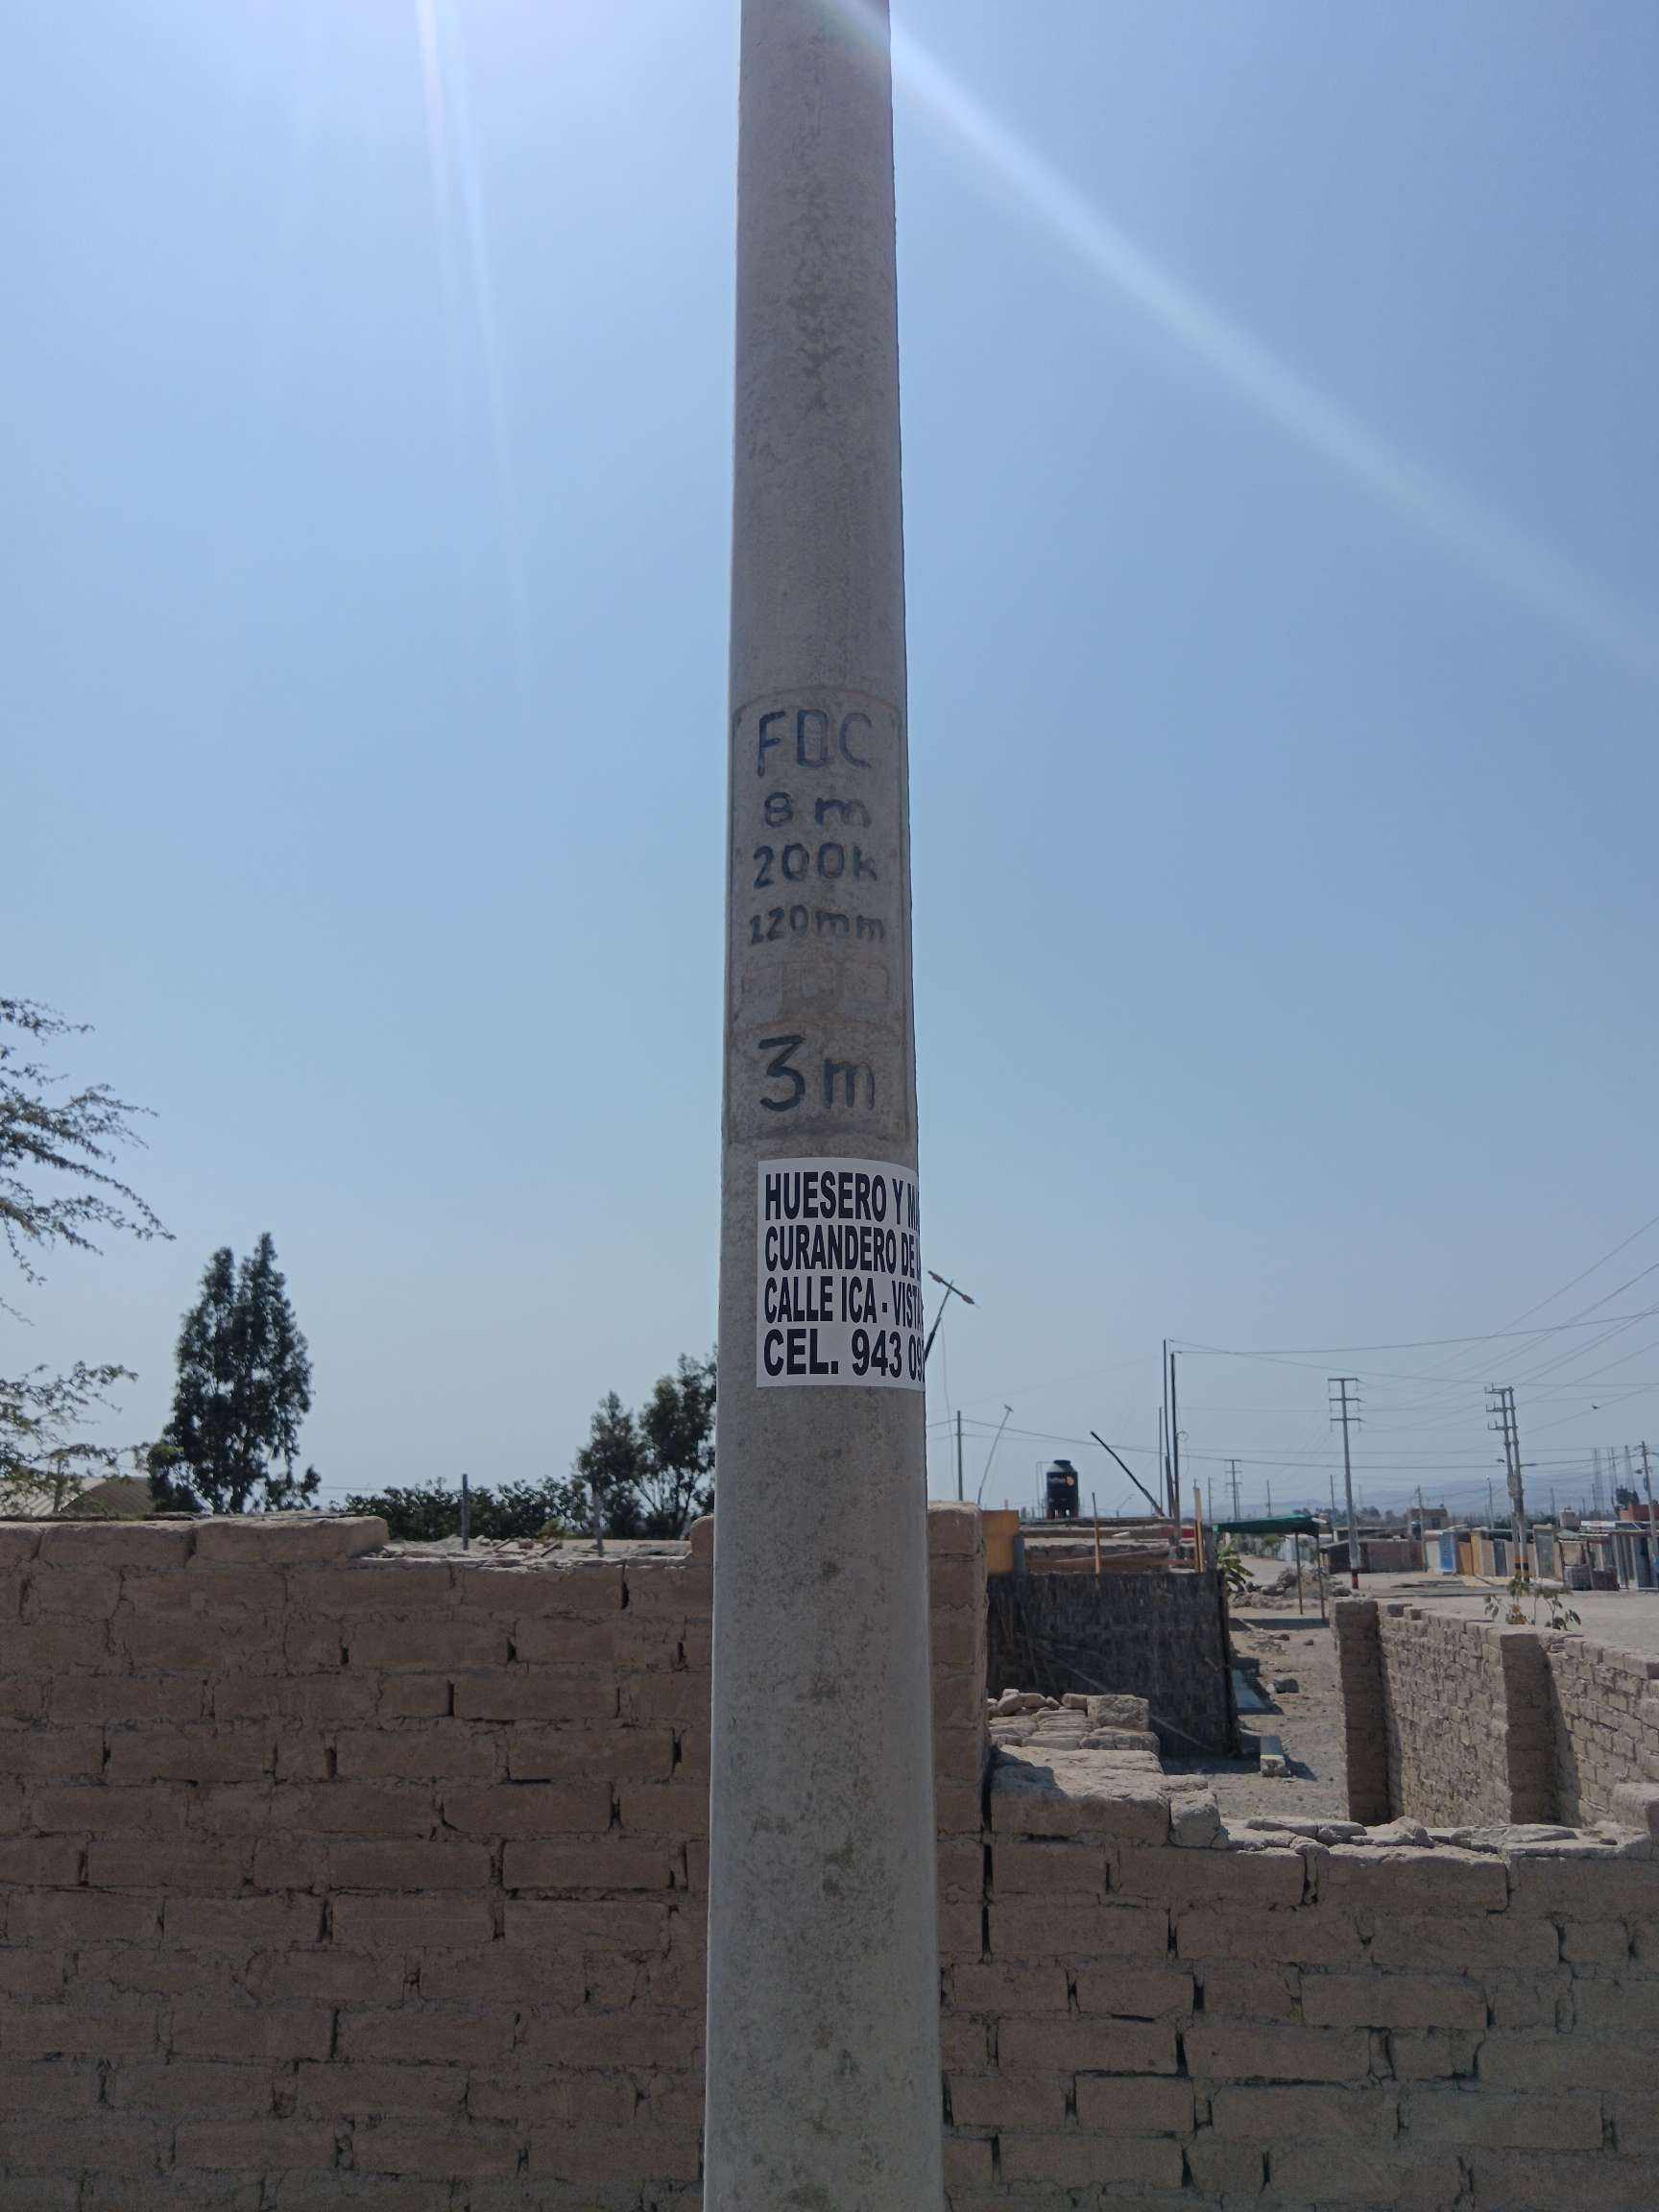 FDC
8 m
200k
120mm
3m
HUESERO Y
CURANDERO DE
CALLE ICA - VISTA
CEL. 943